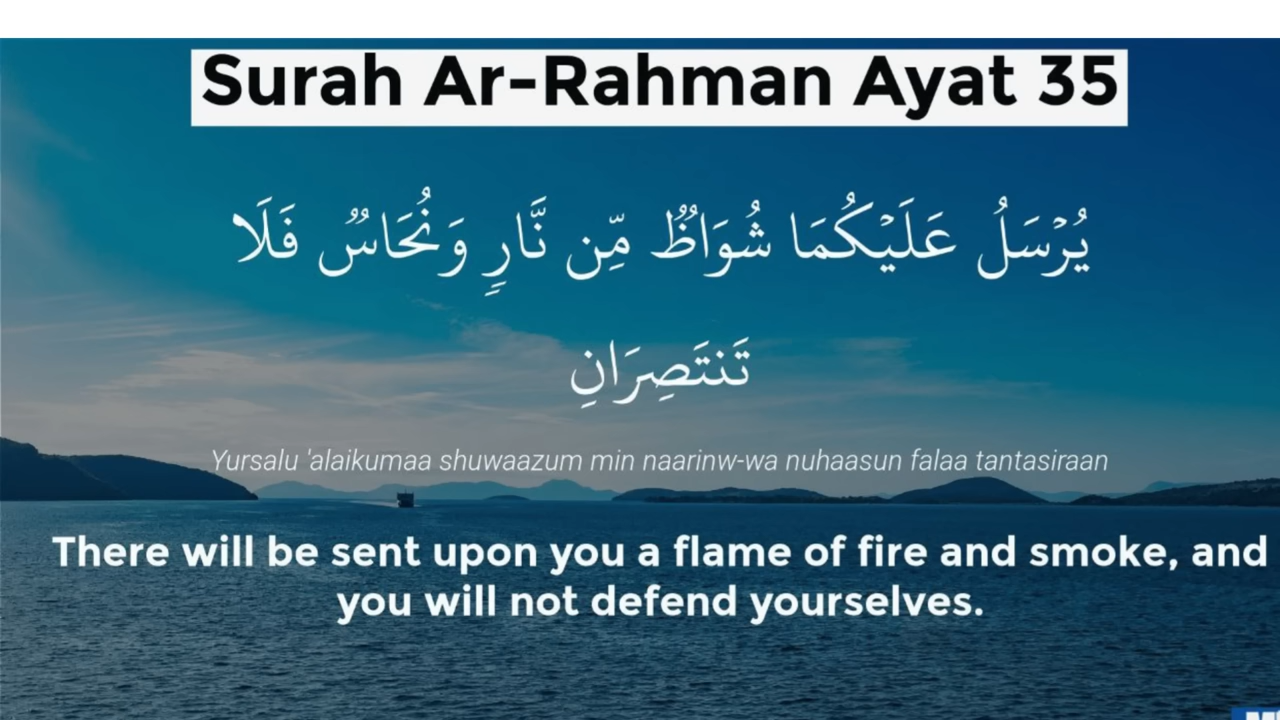 Surah Ar-Rahman Ayat 35
يُرْسَلُ عَلَيْكُمَا شُوَاظٌ مِّن نَّارٍ وَنُحَاسٌ فَلَا
تَنتَصِرَانِ
Yursalu 'alaikumaa shuwaazum min naarinw-wa nuhaasun falaa tantasiraan
There will be sent upon you a flame of fire and smoke, and
you will not defend yourselves.